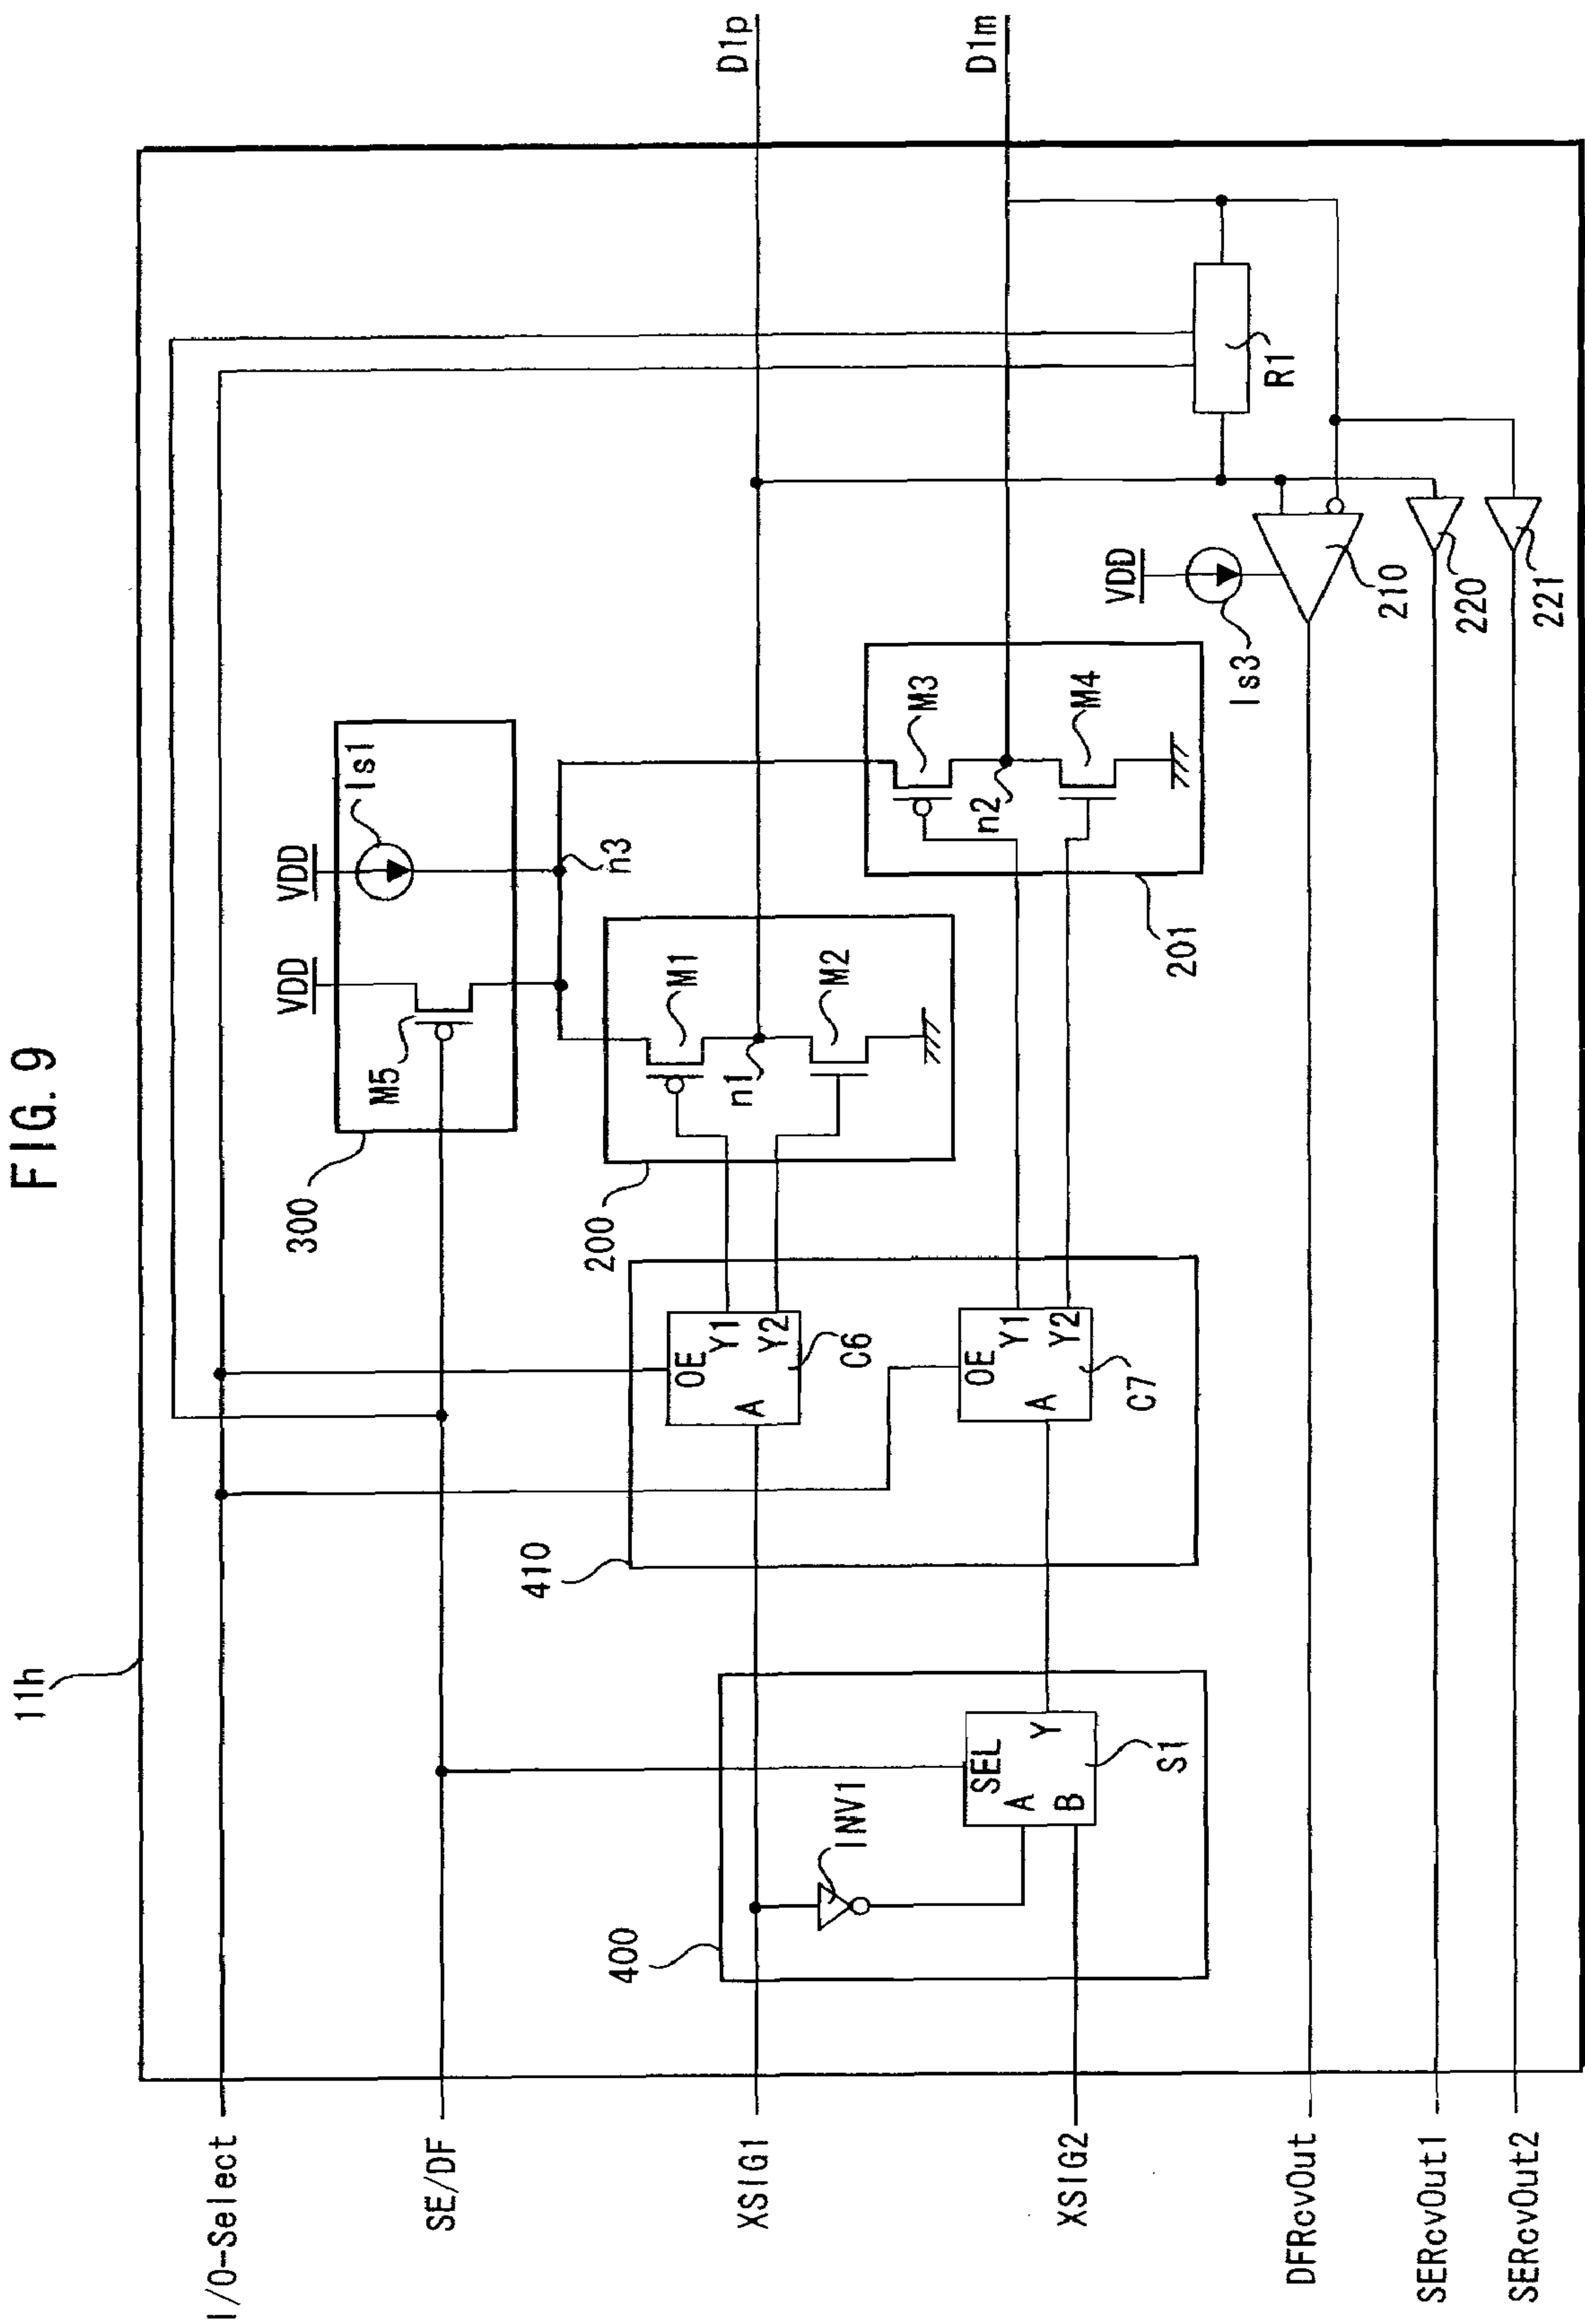 FIG. 9
11h
I/O-Select
SE/DF
XSIG1
XSIG2
DFRcvOut
SERcvOut1
SERcvOut2
400
INV1
SEL
A
B
Y
S1
410
OE
A
Y1
Y2
C6
OE
A
Y1
Y2
C7
300
VDD
VDD
M5
Is1
n3
200
M1
n1
M2
201
M3
n2
M4
VDD
Is3
210
220
221
R1
D1p
D1m